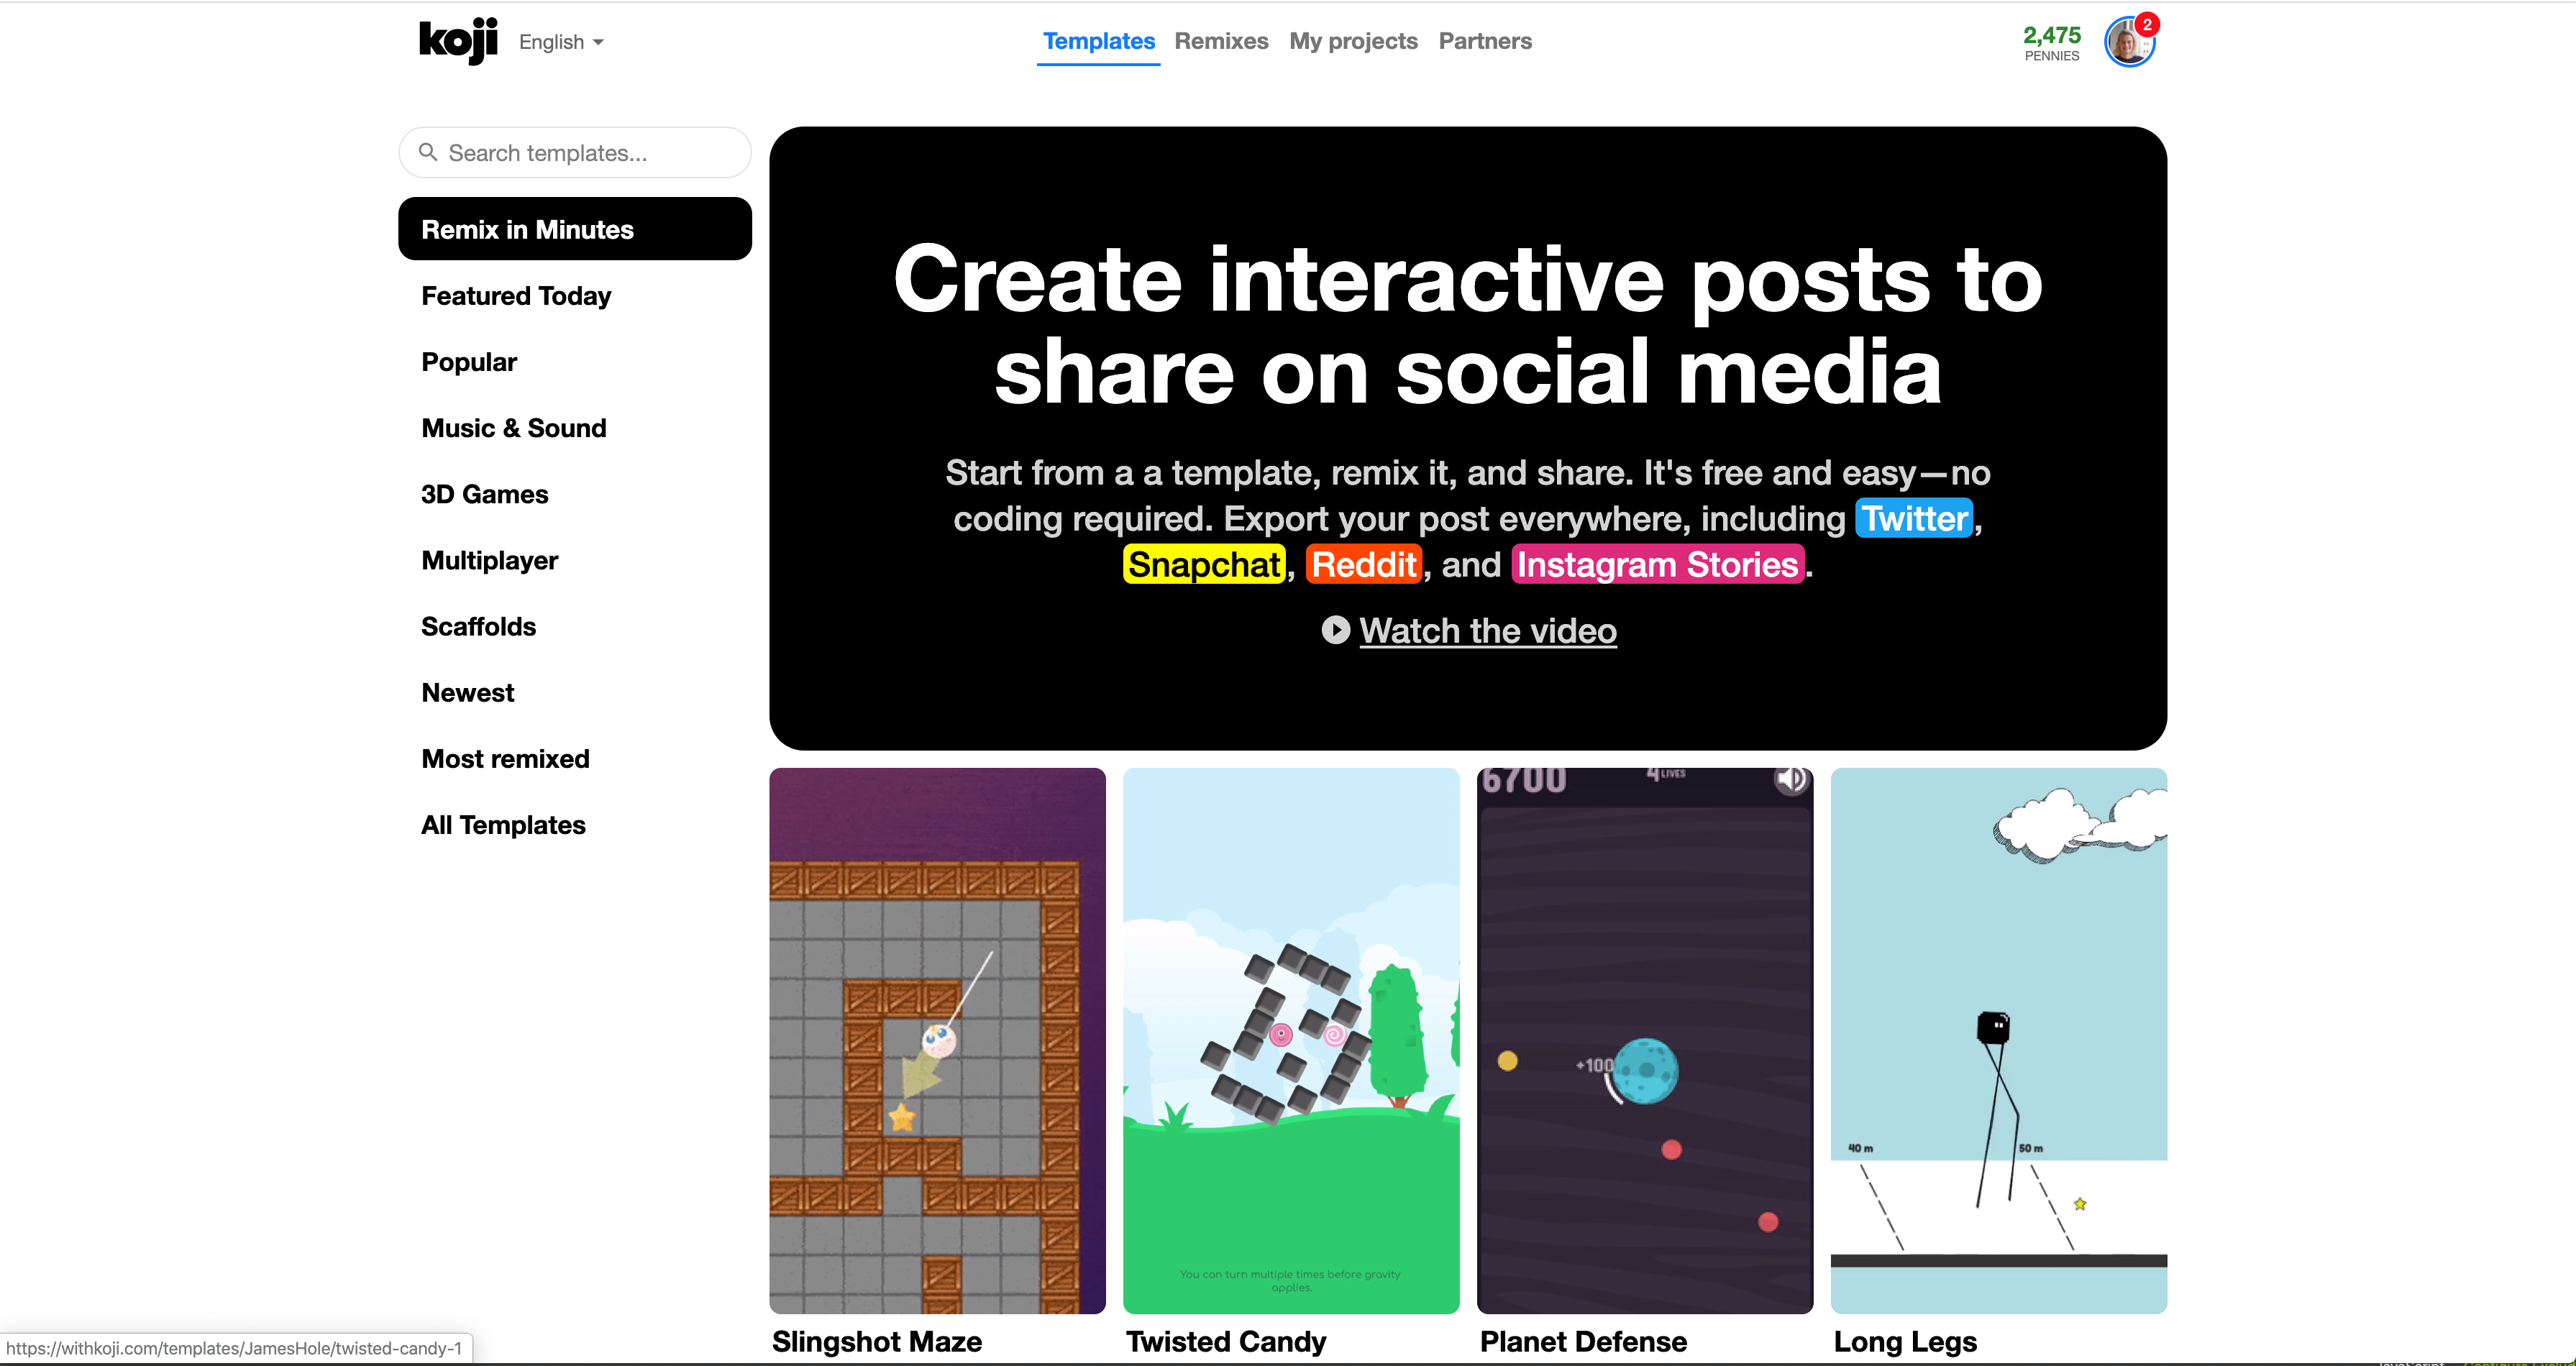 koji English Templates Remixes My projects Partners 2,475 2
PENNIES
Search templates...
Remix in Minutes
Featured Today
Popular
Music & Sound
3D Games
Multiplayer
Scaffolds
Newest
Most remixed
All Templates
Create interactive posts to
share on social media
Start from a a template, remix it, and share. It's free and easy—no
coding required. Export your post everywhere, including Twitter,
Snapchat, Reddit, and Instagram Stories.
Watch the video
6700 4 LIVES
+100
40 m 50 m
You can turn multiple times before gravity
applies.
Slingshot Maze Twisted Candy Planet Defense Long Legs
https://withkoji.com/templates/JamesHole/twisted-candy-1